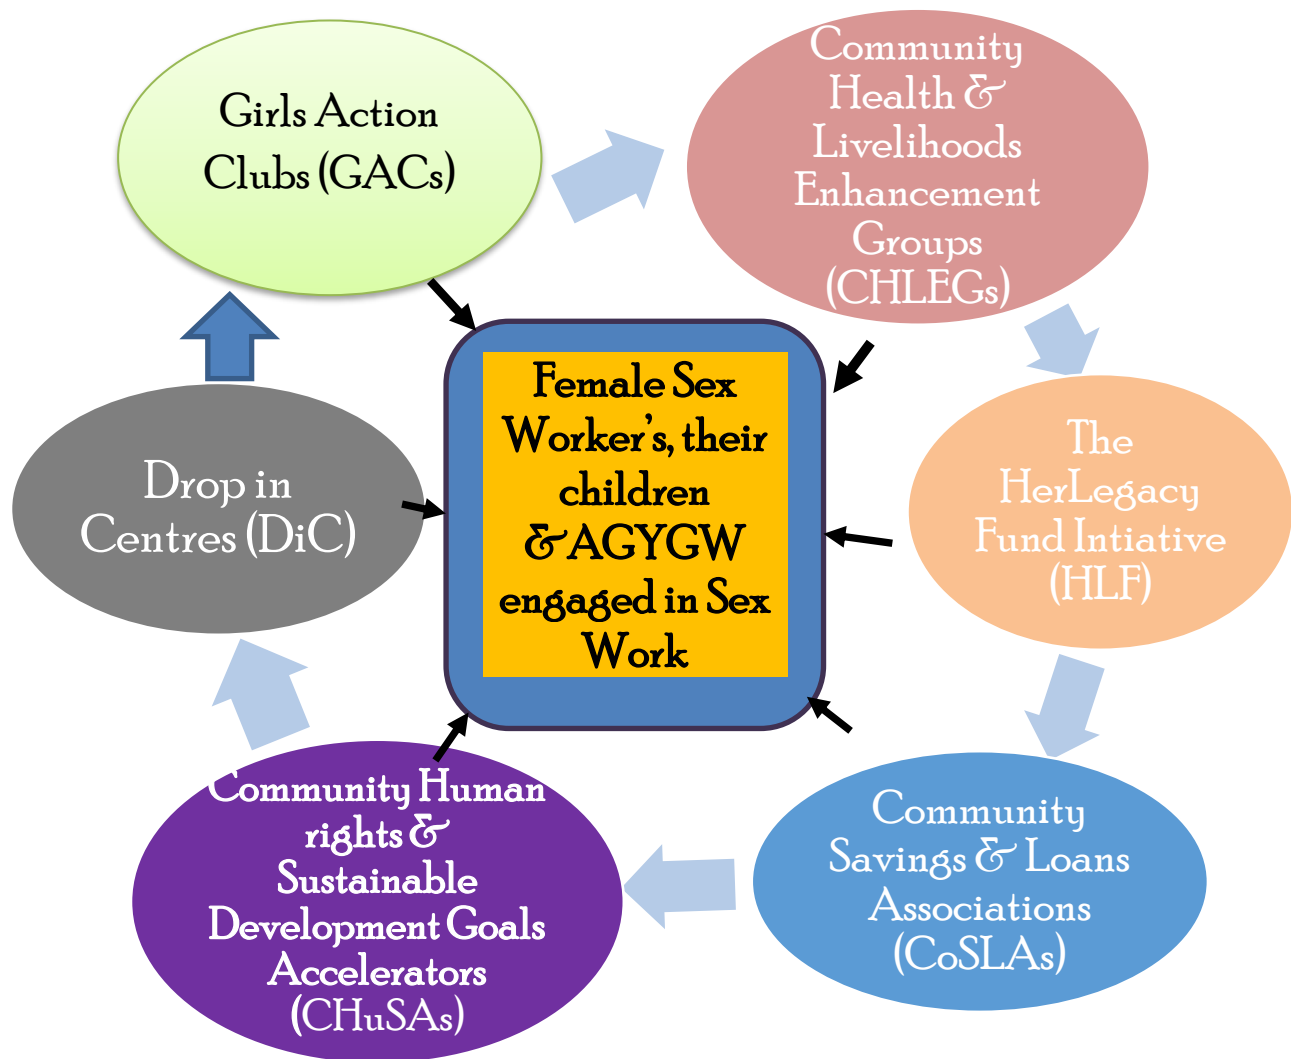 Girls Action
Clubs (GACs)
Community
Health &
Livelihoods
Enhancement
Groups
(CHLEGs)
The
HerLegacy
Fund Intiative
(HLF)
Community
Savings & Loans
Associations
(CoSLAs)
Community Human
rights &
Sustainable
Development Goals
Accelerators
(CHuSAs)
Drop in
Centres (DiC)
Female Sex
Worker's, their
children
&AGYGW
engaged in Sex
Work